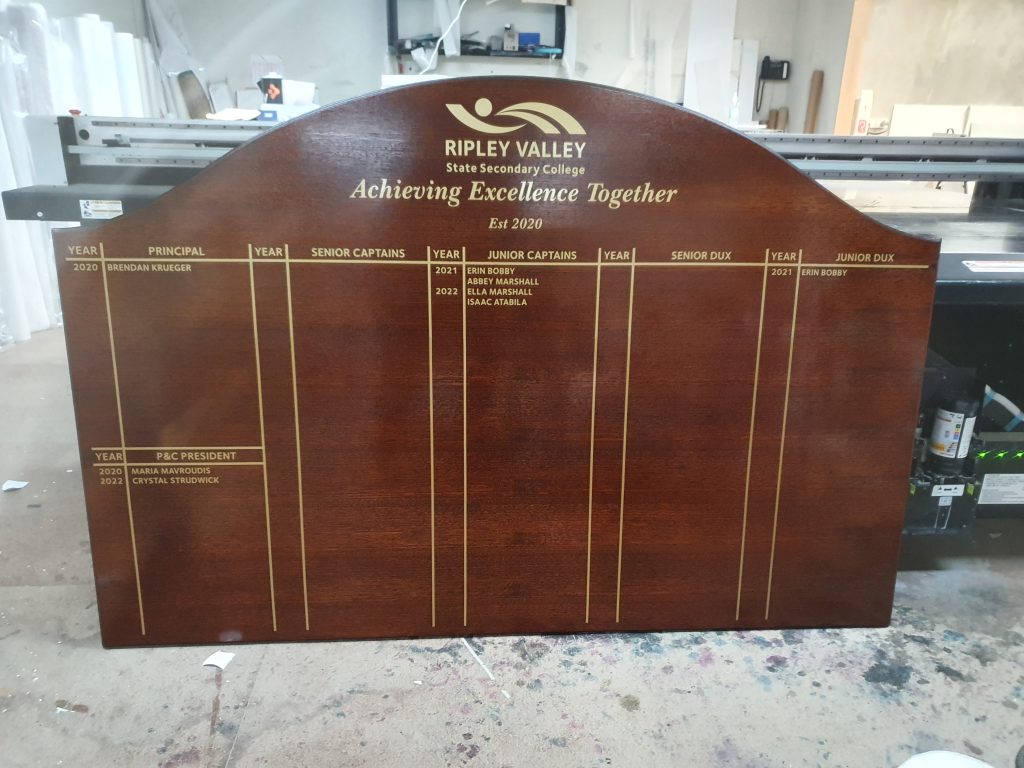 RIPLEY VALLEY
State Secondary College
Achieving Excellence Together
Est 2020
YEAR PRINCIPAL YEAR SENIOR CAPTAINS YEAR JUNIOR CAPTAINS YEAR SENIOR DUX YEAR JUNIOR DUX
2020 BRENDAN KRUEGER 2021 ERIN BOBBY 2021 ERIN BOBBY
ABBEY MARSHALL
2022 ELLA MARSHALL
ISAAC ATABILA
YEAR P&C PRESIDENT
2020 MARIA MAVROUDIS
2022 CRYSTAL STRUDWICK